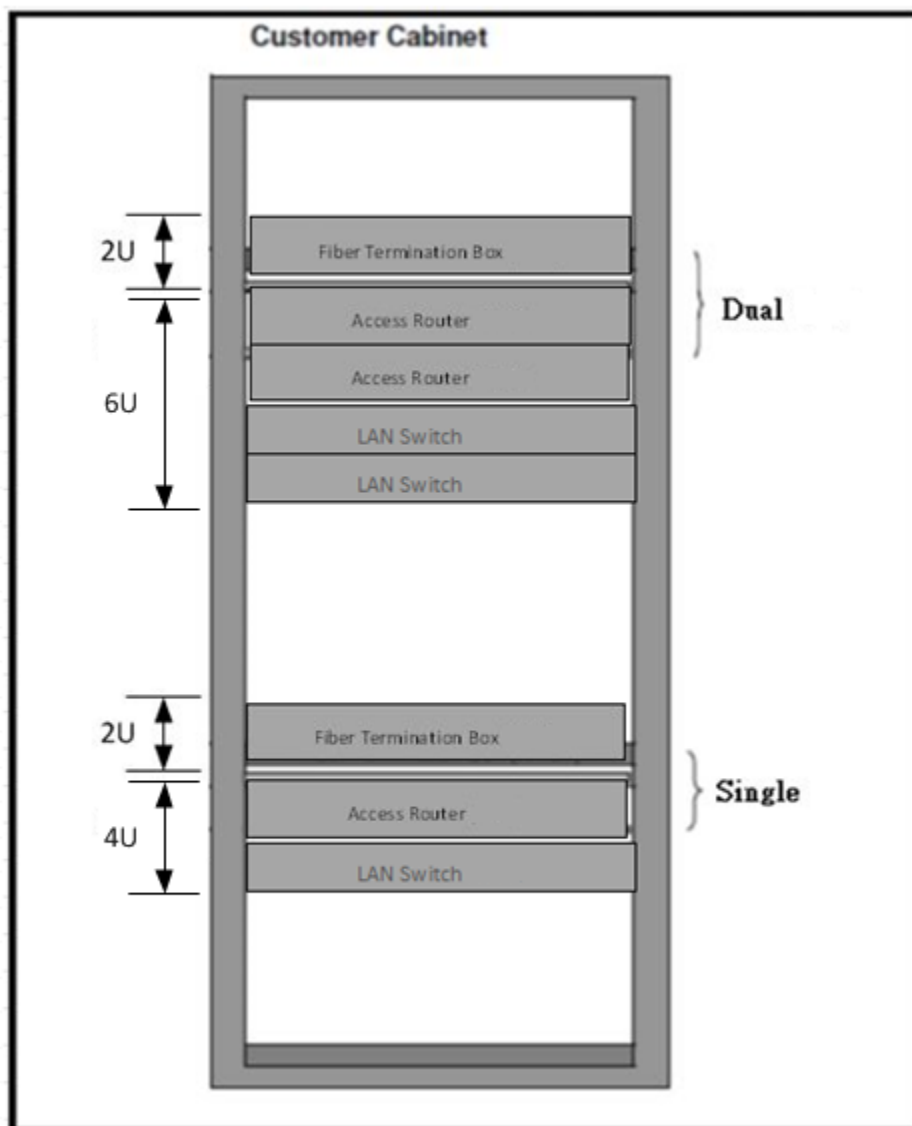 Customer Cabinet
2U
Fiber Termination Box
Dual
Access Router
Access Router
6U
LAN Switch
LAN Switch
2U
Fiber Termination Box
Single
Access Router
4U
LAN Switch